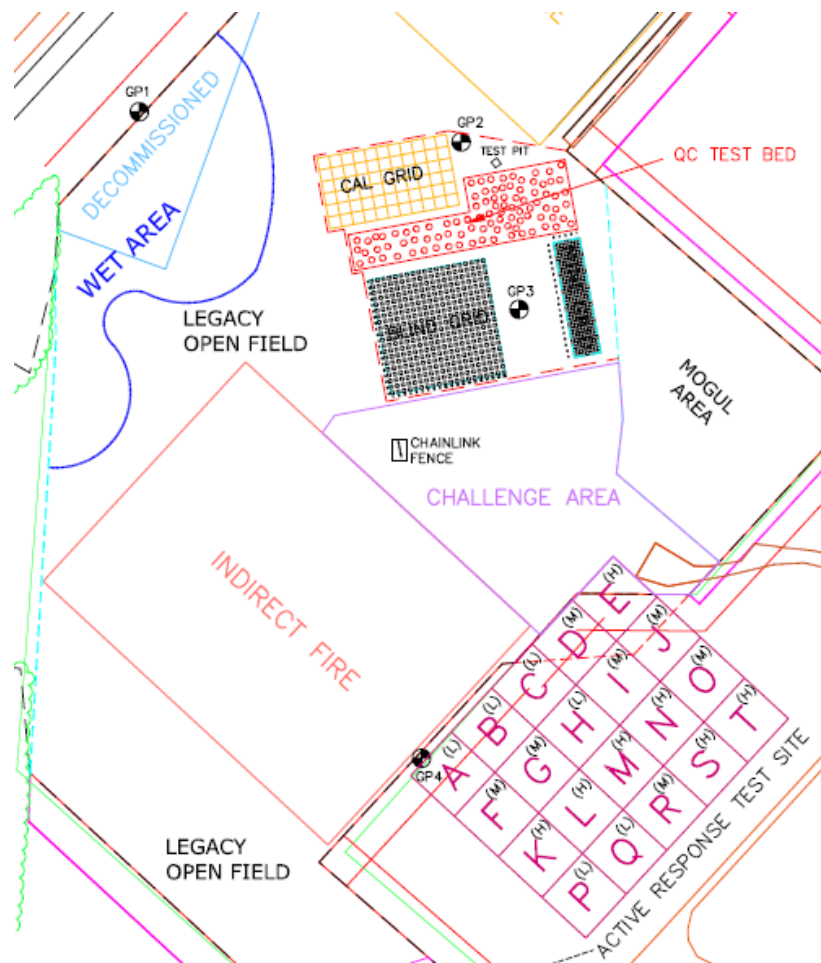 GP1
DECOMMISSIONED
WET AREA
GP2
TEST PIT
CAL GRID
QC TEST BED
LEGACY
OPEN FIELD
BLIND GRID
GP3
MOGUL
AREA
CHAINLINK
FENCE
CHALLENGE AREA
INDIRECT FIRE
GP4
A (L)
B (L)
C (L)
D (M)
E (H)
F (M)
G (M)
H (L)
I (M)
J (M)
K (H)
L (H)
M (H)
N (H)
O (M)
P (L)
Q (L)
R (M)
S (H)
T (H)
LEGACY
OPEN FIELD
ACTIVE RESPONSE TEST SITE